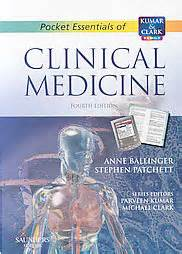 Pocket Essentials of
KUMAR
& CLARK
CLINICAL
MEDICINE
FOURTH EDITION
ANNE BALLINGER
STEPHEN PATCHETT
SERIES EDITORS
PARVEEN KUMAR
MICHAEL CLARK
SAUNDERS